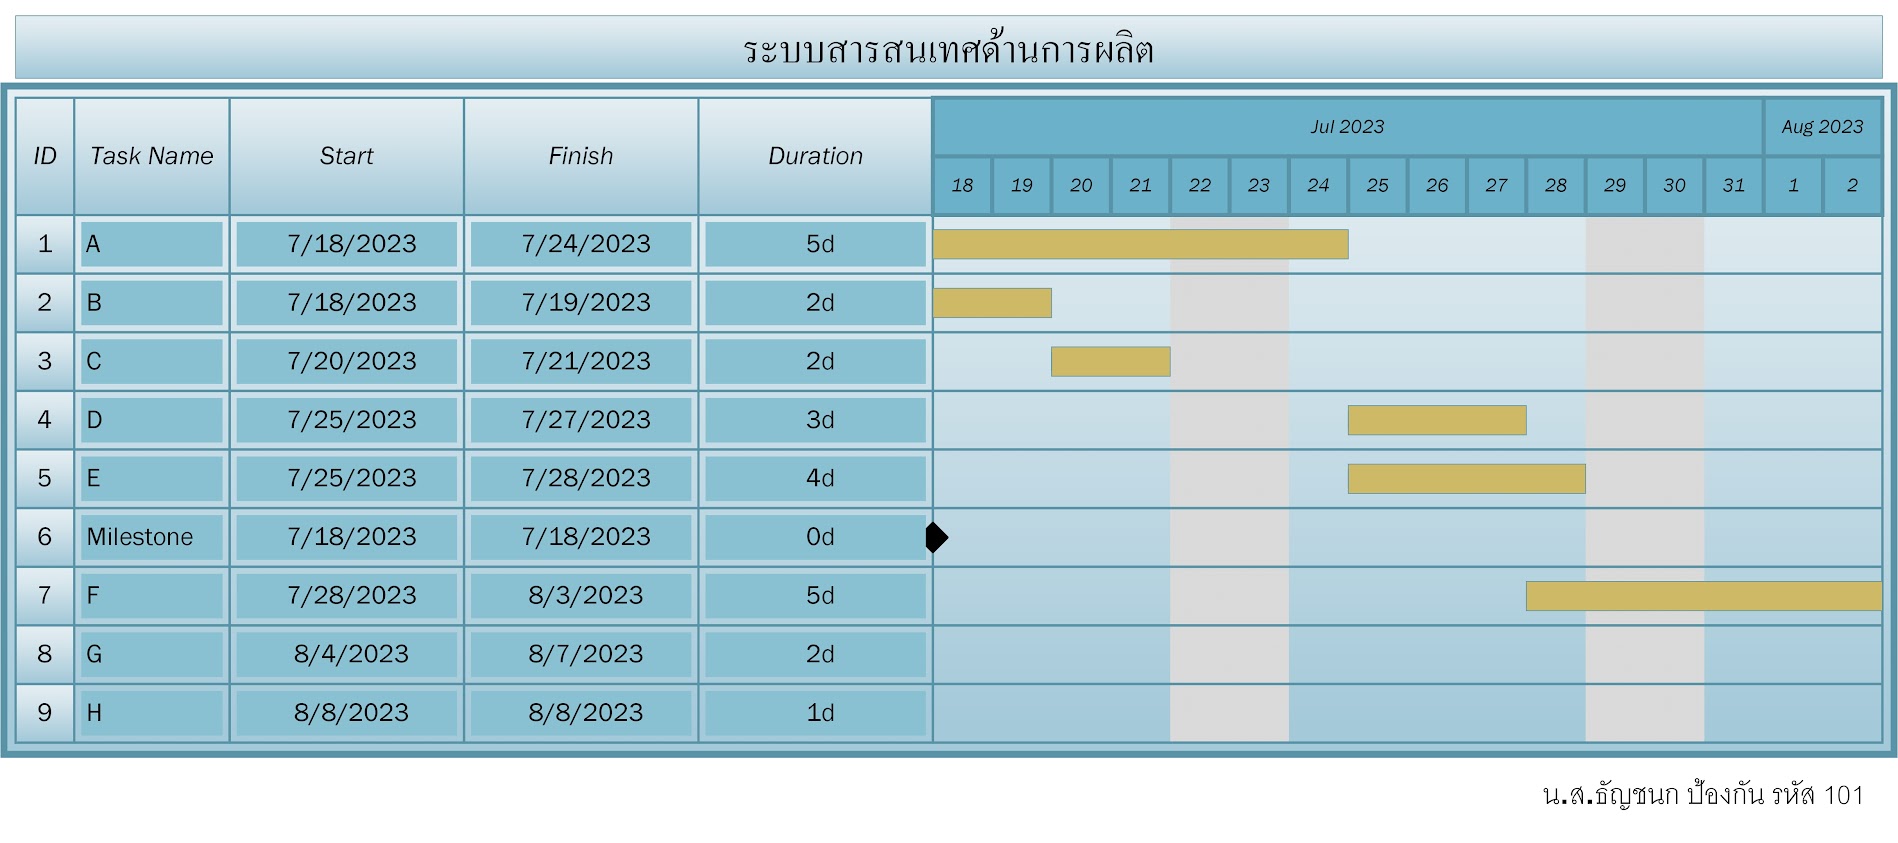 ระบบสารสนเทศด้านการผลิต
ID Task Name Start Finish Duration Jul 2023 Aug 2023
18 19 20 21 22 23 24 25 26 27 28 29 30 31 1 2
1 A 7/18/2023 7/24/2023 5d
2 B 7/18/2023 7/19/2023 2d
3 C 7/20/2023 7/21/2023 2d
4 D 7/25/2023 7/27/2023 3d
5 E 7/25/2023 7/28/2023 4d
6 Milestone 7/18/2023 7/18/2023 0d
7 F 7/28/2023 8/3/2023 5d
8 G 8/4/2023 8/7/2023 2d
9 H 8/8/2023 8/8/2023 1d
น.ส.ธัญชนก ป้องกัน รหัส 101